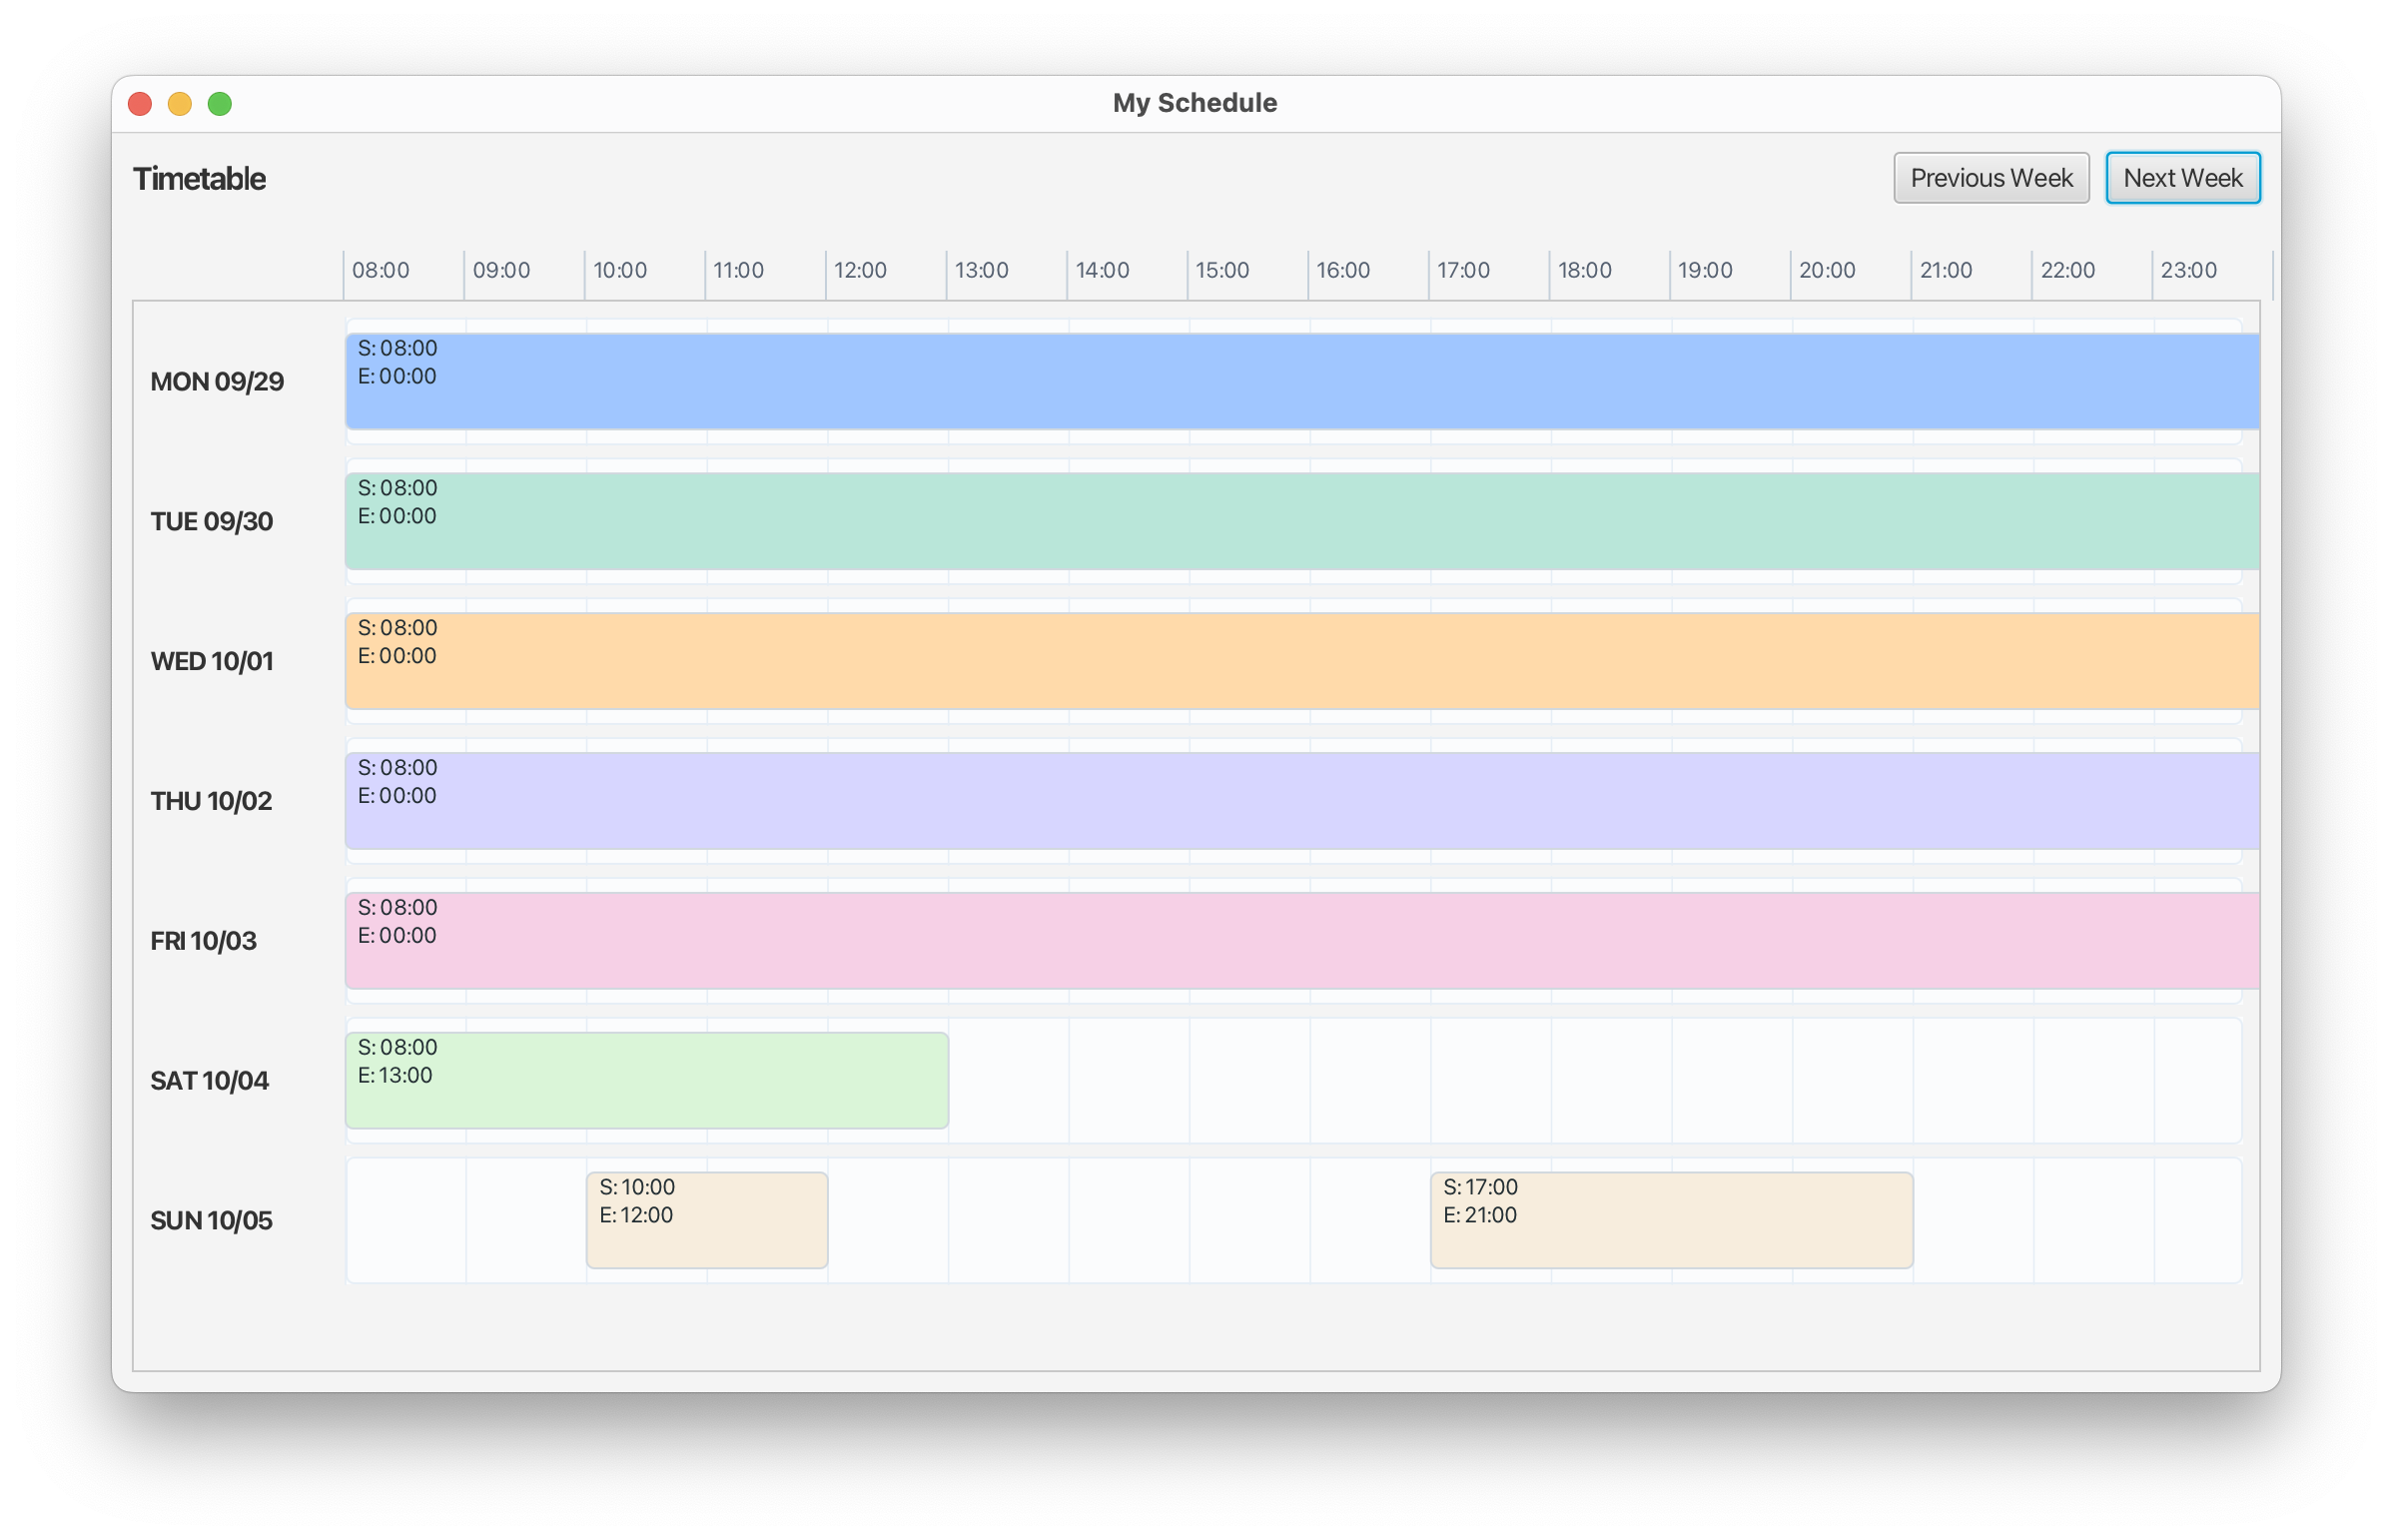 My Schedule
Timetable
Previous Week
Next Week
08:00 09:00 10:00 11:00 12:00 13:00 14:00 15:00 16:00 17:00 18:00 19:00 20:00 21:00 22:00 23:00
MON 09/29
S: 08:00
E: 00:00
TUE 09/30
S: 08:00
E: 00:00
WED 10/01
S: 08:00
E: 00:00
THU 10/02
S: 08:00
E: 00:00
FRI 10/03
S: 08:00
E: 00:00
SAT 10/04
S: 08:00
E: 13:00
SUN 10/05
S: 10:00
E: 12:00
S: 17:00
E: 21:00